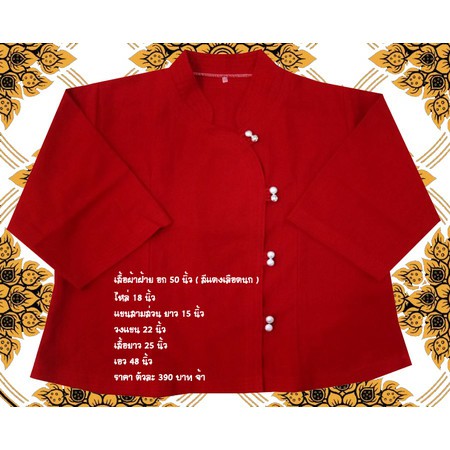 เสื้อผ้าฝ้าย อก 50 นิ้ว ( สีแดงเลือดนก )
ไหล่ 18 นิ้ว
แขนสามส่วน ยาว 15 นิ้ว
วงแขน 22 นิ้ว
เสื้อยาว 25 นิ้ว
เอว 48 นิ้ว
ราคา ตัวละ 390 บาท จ้า